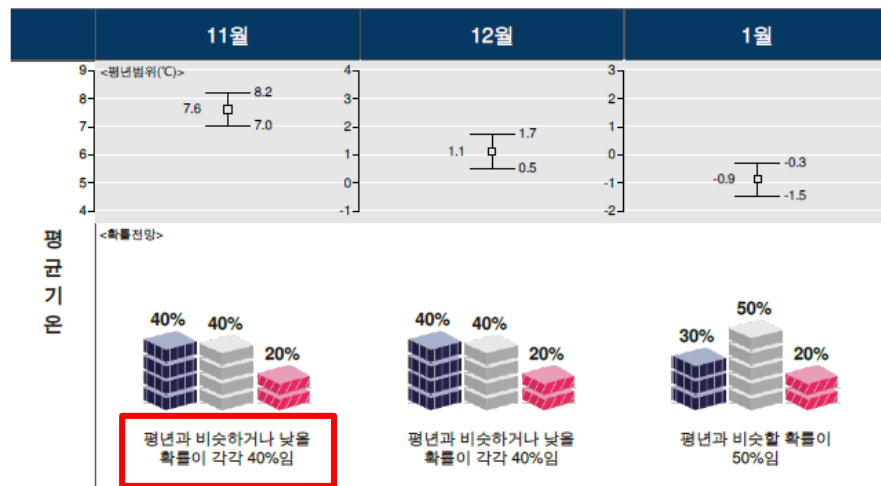 11월 12월 1월
<평년범위(℃)>
9 8 7 6 5 4
8.2
7.6
7.0
4 3 2 1 0 -1
1.7
1.1
0.5
3 2 1 0 -1 -2
-0.3
-0.9
-1.5
평
균
기
온
<확률전망>
40% 40% 20%
40% 40% 20%
30% 50% 20%
평년과 비슷하거나 낮을
확률이 각각 40%임
평년과 비슷하거나 낮을
확률이 각각 40%임
평년과 비슷할 확률이
50%임